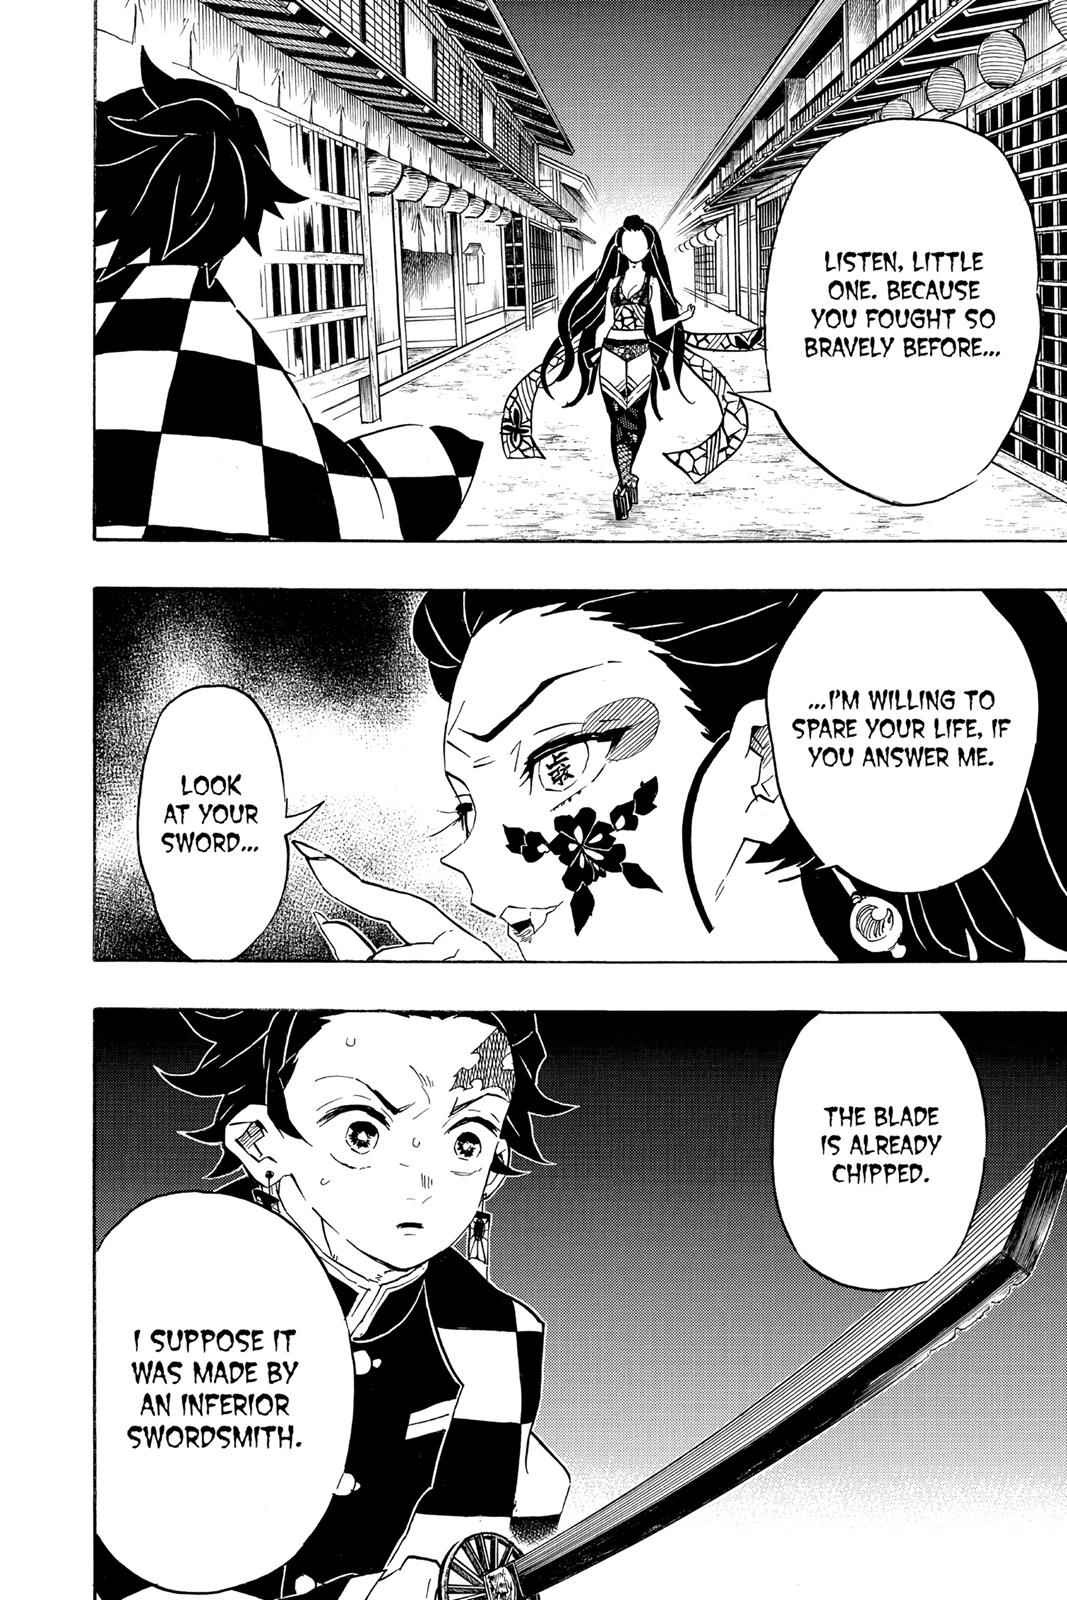 LISTEN, LITTLE
ONE. BECAUSE
YOU FOUGHT SO
BRAVELY BEFORE...
...I'M WILLING TO
SPARE YOUR LIFE, IF
YOU ANSWER ME.
LOOK
AT YOUR
SWORD...
THE BLADE
IS ALREADY
CHIPPED.
I SUPPOSE IT
WAS MADE BY
AN INFERIOR
SWORDSMITH.